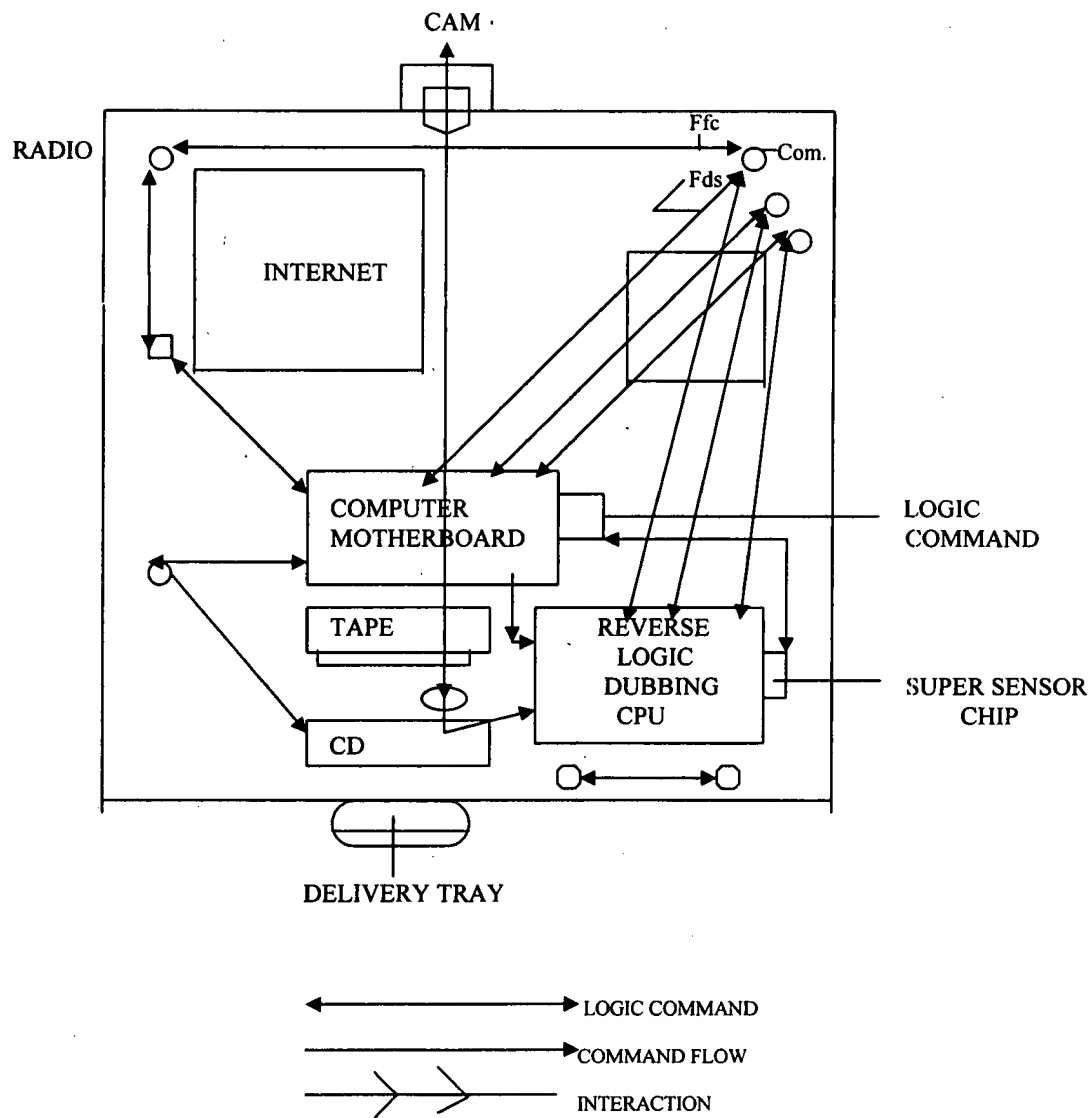 CAM
RADIO
Ffc
Com.
Fds
INTERNET
COMPUTER
MOTHERBOARD
LOGIC
COMMAND
TAPE
REVERSE
LOGIC
DUBBING
CPU
SUPER SENSOR
CHIP
CD
DELIVERY TRAY
LOGIC COMMAND
COMMAND FLOW
INTERACTION